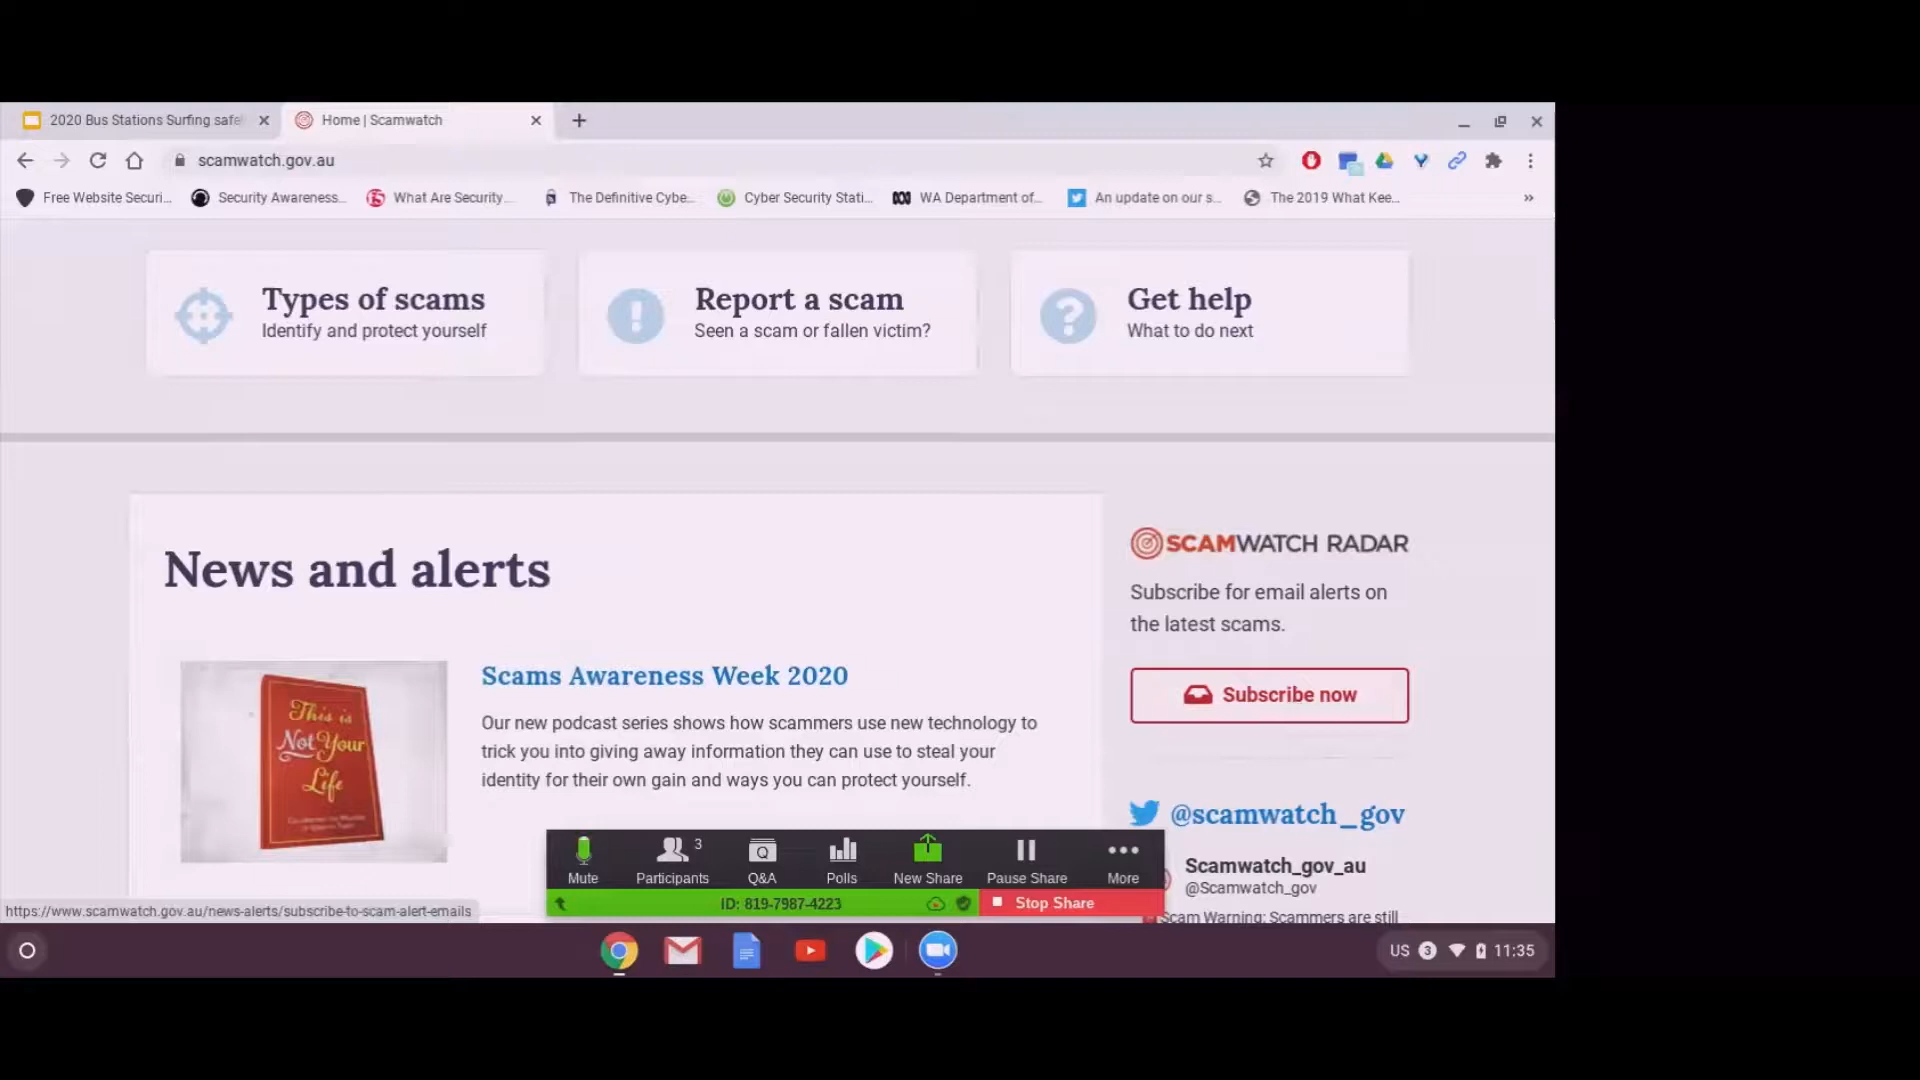 2020 Bus Stations Surfing safe
Home | Scamwatch
scamwatch.gov.au
Free Website Securi...
Security Awareness...
What Are Security...
The Definitive Cybe...
Cyber Security Stati...
WA Department of...
An update on our s...
The 2019 What Kee...
»
Types of scams
Identify and protect yourself
Report a scam
Seen a scam or fallen victim?
Get help
What to do next
News and alerts
This is
Not Your
Life
Scams Awareness Week 2020
Our new podcast series shows how scammers use new technology to
trick you into giving away information they can use to steal your
identity for their own gain and ways you can protect yourself.
SCAMWATCH RADAR
Subscribe for email alerts on
the latest scams.
Subscribe now
@scamwatch_gov
Scamwatch_gov_au
@Scamwatch_gov
Scam Warning: Scammers are still
Mute
Participants
3
Q&A
Polls
New Share
Pause Share
More
ID: 819-7987-4223
Stop Share
https://www.scamwatch.gov.au/news-alerts/subscribe-to-scam-alert-emails
US 3 11:35